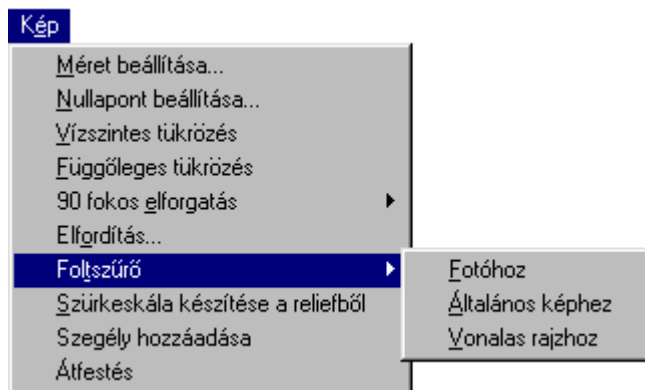 Kép
Méret beállítása...
Nullapont beállítása...
Vízszintes tükrözés
Függőleges tükrözés
90 fokos elforgatás
Elfordítás...
Foltszűrő
Fotóhoz
Szürkeskála készítése a reliefből
Általános képhez
Szegély hozzáadása
Vonalas rajzhoz
Átfestés